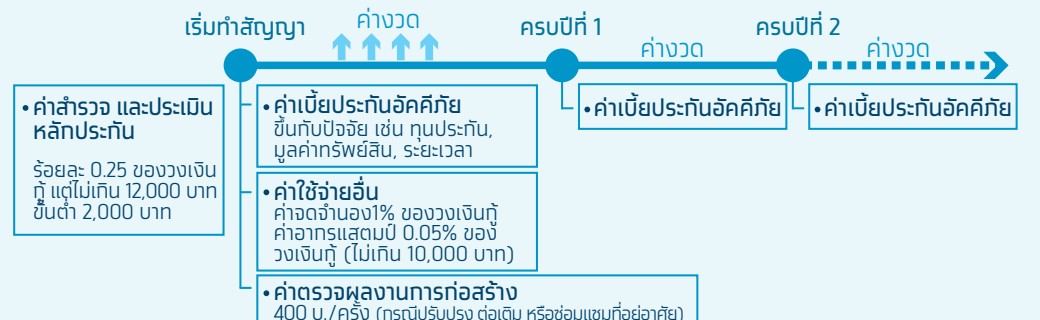 เริ่มทำสัญญา
ค่างวด
ครบปีที่ 1
ค่างวด
ครบปีที่ 2
ค่างวด
• ค่าสำรวจ และประเมิน
หลักประกัน
ร้อยละ 0.25 ของวงเงิน
กู้ แต่ไม่เกิน 12,000 บาท
ขั้นต่ำ 2,000 บาท
• ค่าเบี้ยประกันอัคคีภัย
ขึ้นกับปัจจัย เช่น ทุนประกัน,
มูลค่าทรัพย์สิน, ระยะเวลา
• ค่าใช้จ่ายอื่น
ค่าจดจำนอง1% ของวงเงินกู้
ค่าอากรแสตมป์ 0.05% ของ
วงเงินกู้ (ไม่เกิน 10,000 บาท)
• ค่าตรวจผลงานการก่อสร้าง
400 บ./ครั้ง (กรณีปรับปรุง ต่อเติม หรือซ่อมแซมที่อยู่อาศัย)
• ค่าเบี้ยประกันอัคคีภัย
• ค่าเบี้ยประกันอัคคีภัย